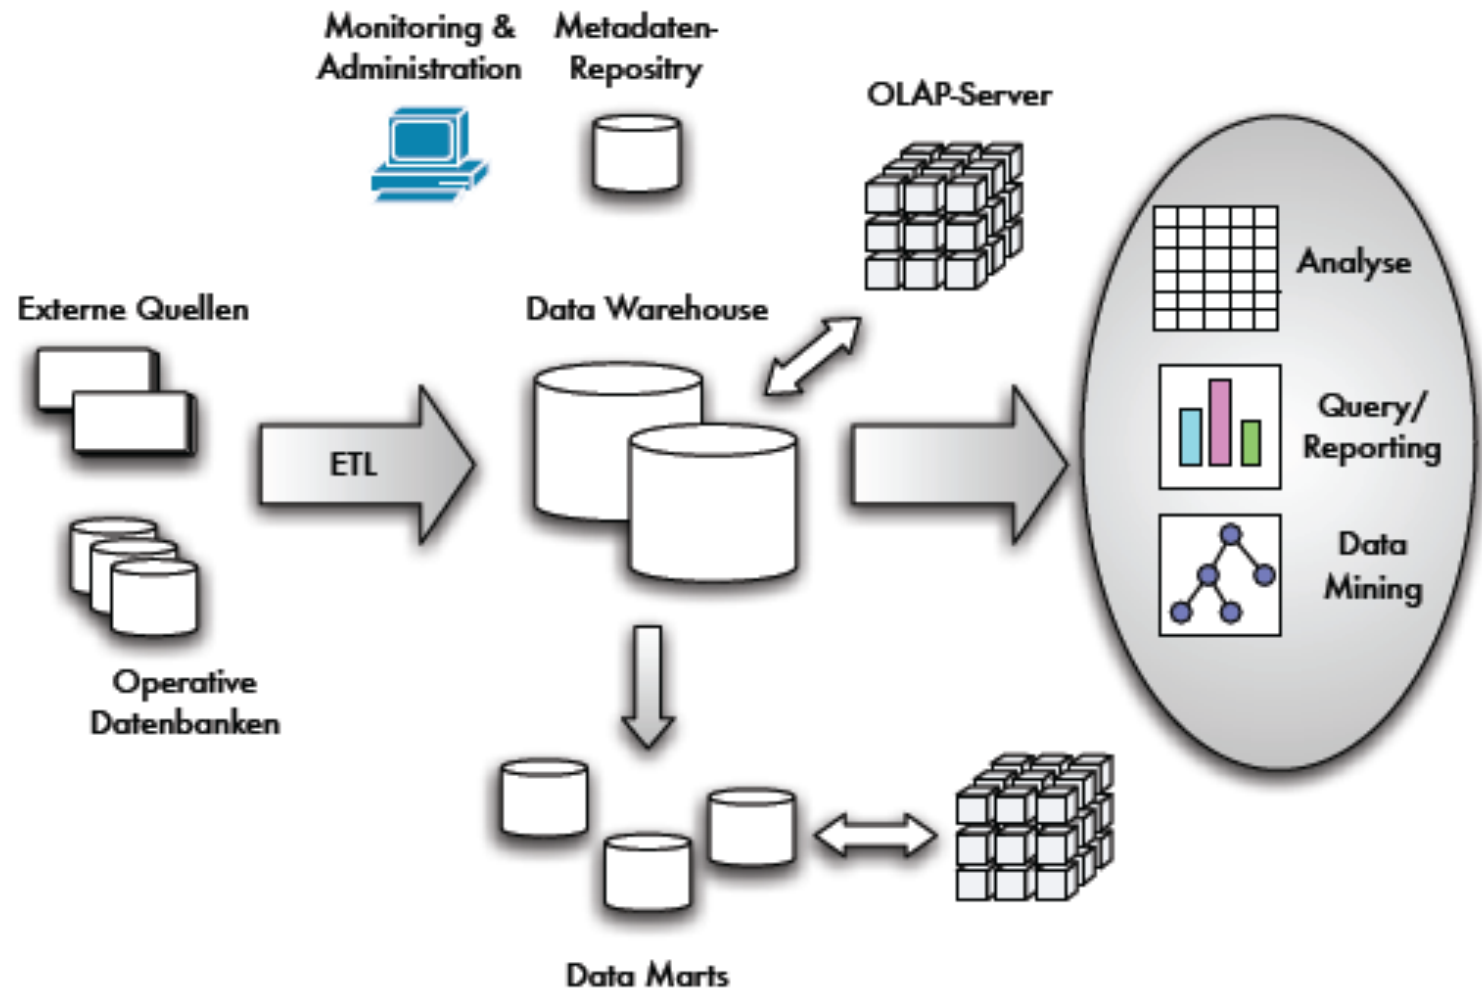 Monitoring &
Administration
Metadaten-
Repositry
OLAP-Server
Externe Quellen
Data Warehouse
Analyse
ETL
Query/
Reporting
Data
Mining
Operative
Datenbanken
Data Marts